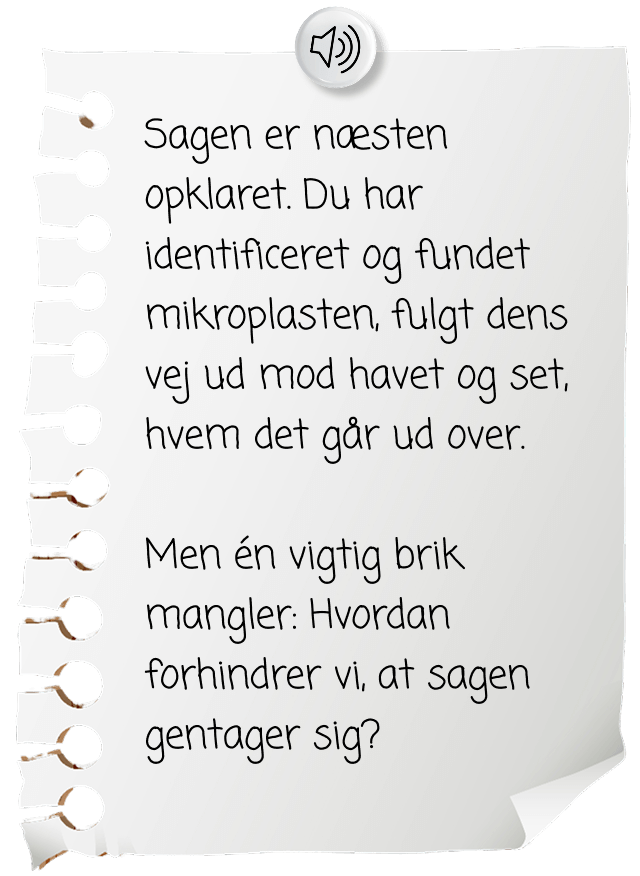 Sagen er næsten
opklaret. Du har
identificeret og fundet
mikroplasten, fulgt dens
vej ud mod havet og set,
hvem det går ud over.
Men én vigtig brik
mangler: Hvordan
forhindrer vi, at sagen
gentager sig?